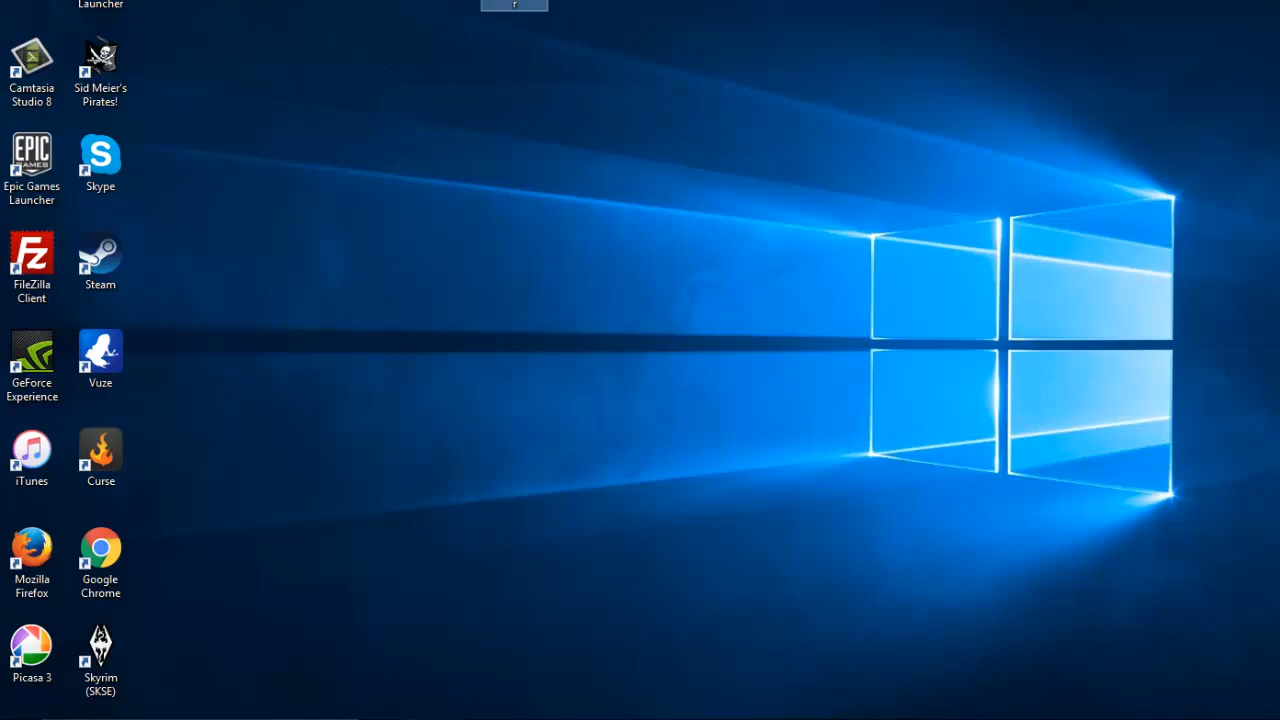 Launcher
r
Camtasia
Studio 8
Sid Meier's
Pirates!
EPIC
GAMES
Epic Games
Launcher
S
Skype
Fz
FileZilla
Client
Steam
GeForce
Experience
Vuze
iTunes
Curse
Mozilla
Firefox
Google
Chrome
Picasa 3
Skyrim
(SKSE)